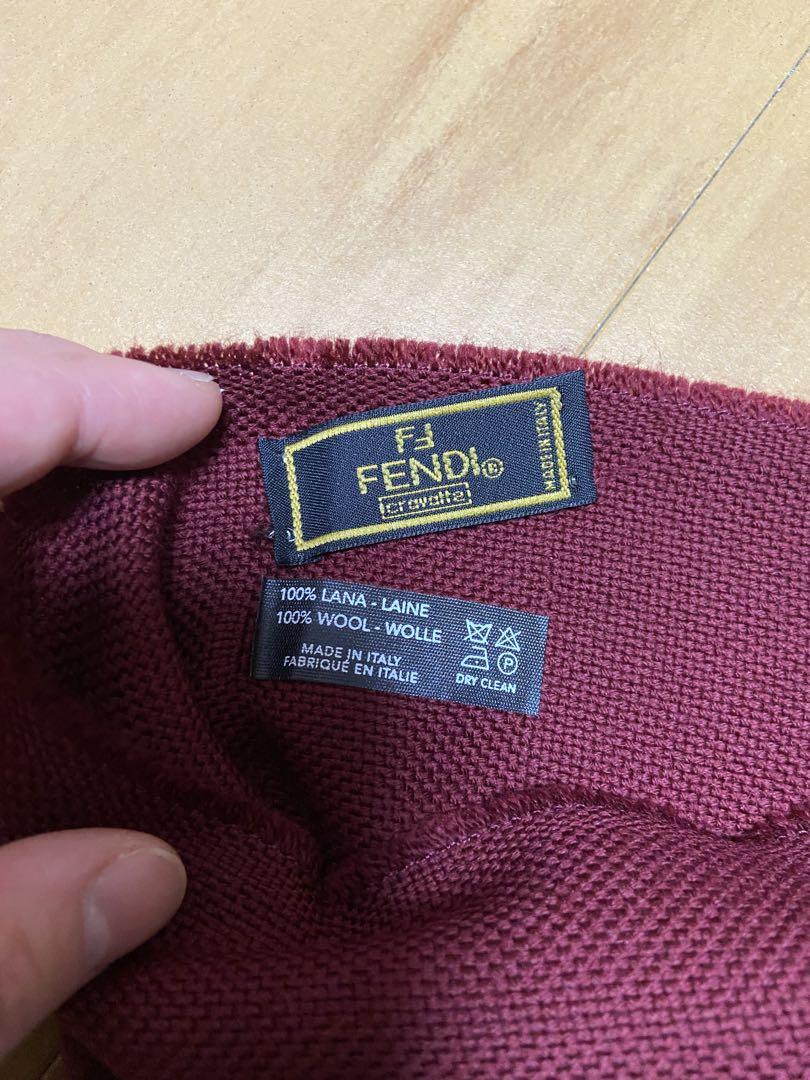 FF
FENDI®
cravatte
MADE IN ITALY
100% LANA - LAINE
100% WOOL - WOLLE
MADE IN ITALY
FABRIQUÉ EN ITALIE
P
DRY CLEAN